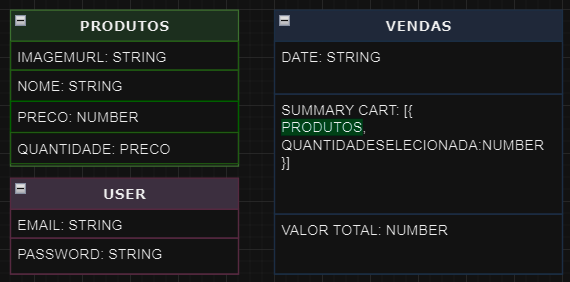 PRODUTOS
IMAGEMURL: STRING
NOME: STRING
PRECO: NUMBER
QUANTIDADE: PRECO
USER
EMAIL: STRING
PASSWORD: STRING
VENDAS
DATE: STRING
SUMMARY CART: [{
PRODUTOS,
QUANTIDADESELECIONADA:NUMBER
}]
VALOR TOTAL: NUMBER